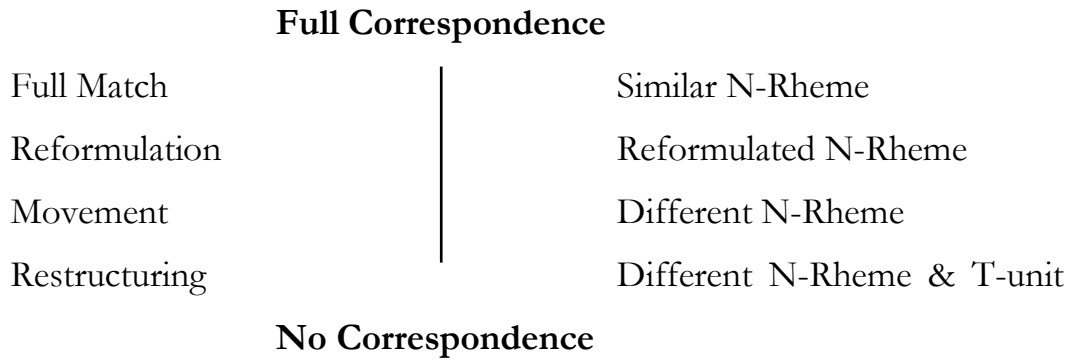 Full Correspondence
Full Match Similar N-Rheme
Reformulation Reformulated N-Rheme
Movement Different N-Rheme
Restructuring Different N-Rheme & T-unit
No Correspondence